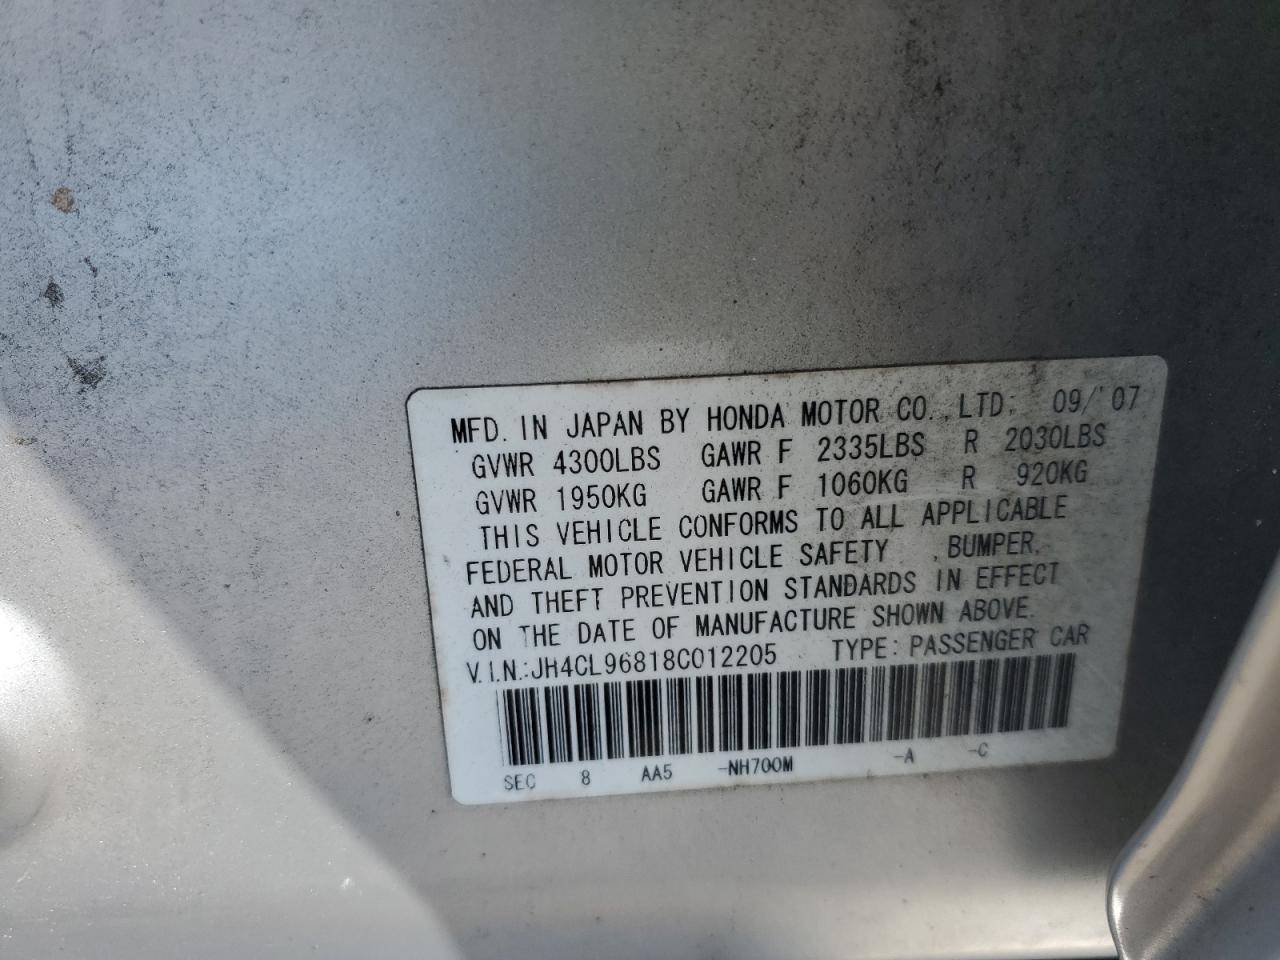 MFD. IN JAPAN BY HONDA MOTOR CO., LTD. 09/'07
GVWR 4300LBS GAWR F 2335LBS R 2030LBS
GVWR 1950KG GAWR F 1060KG R 920KG
THIS VEHICLE CONFORMS TO ALL APPLICABLE
FEDERAL MOTOR VEHICLE SAFETY , BUMPER,
AND THEFT PREVENTION STANDARDS IN EFFECT
ON THE DATE OF MANUFACTURE SHOWN ABOVE.
V.I.N.:JH4CL96818C012205 TYPE: PASSENGER CAR
SEC 8 AA5 -NH700M -A -C